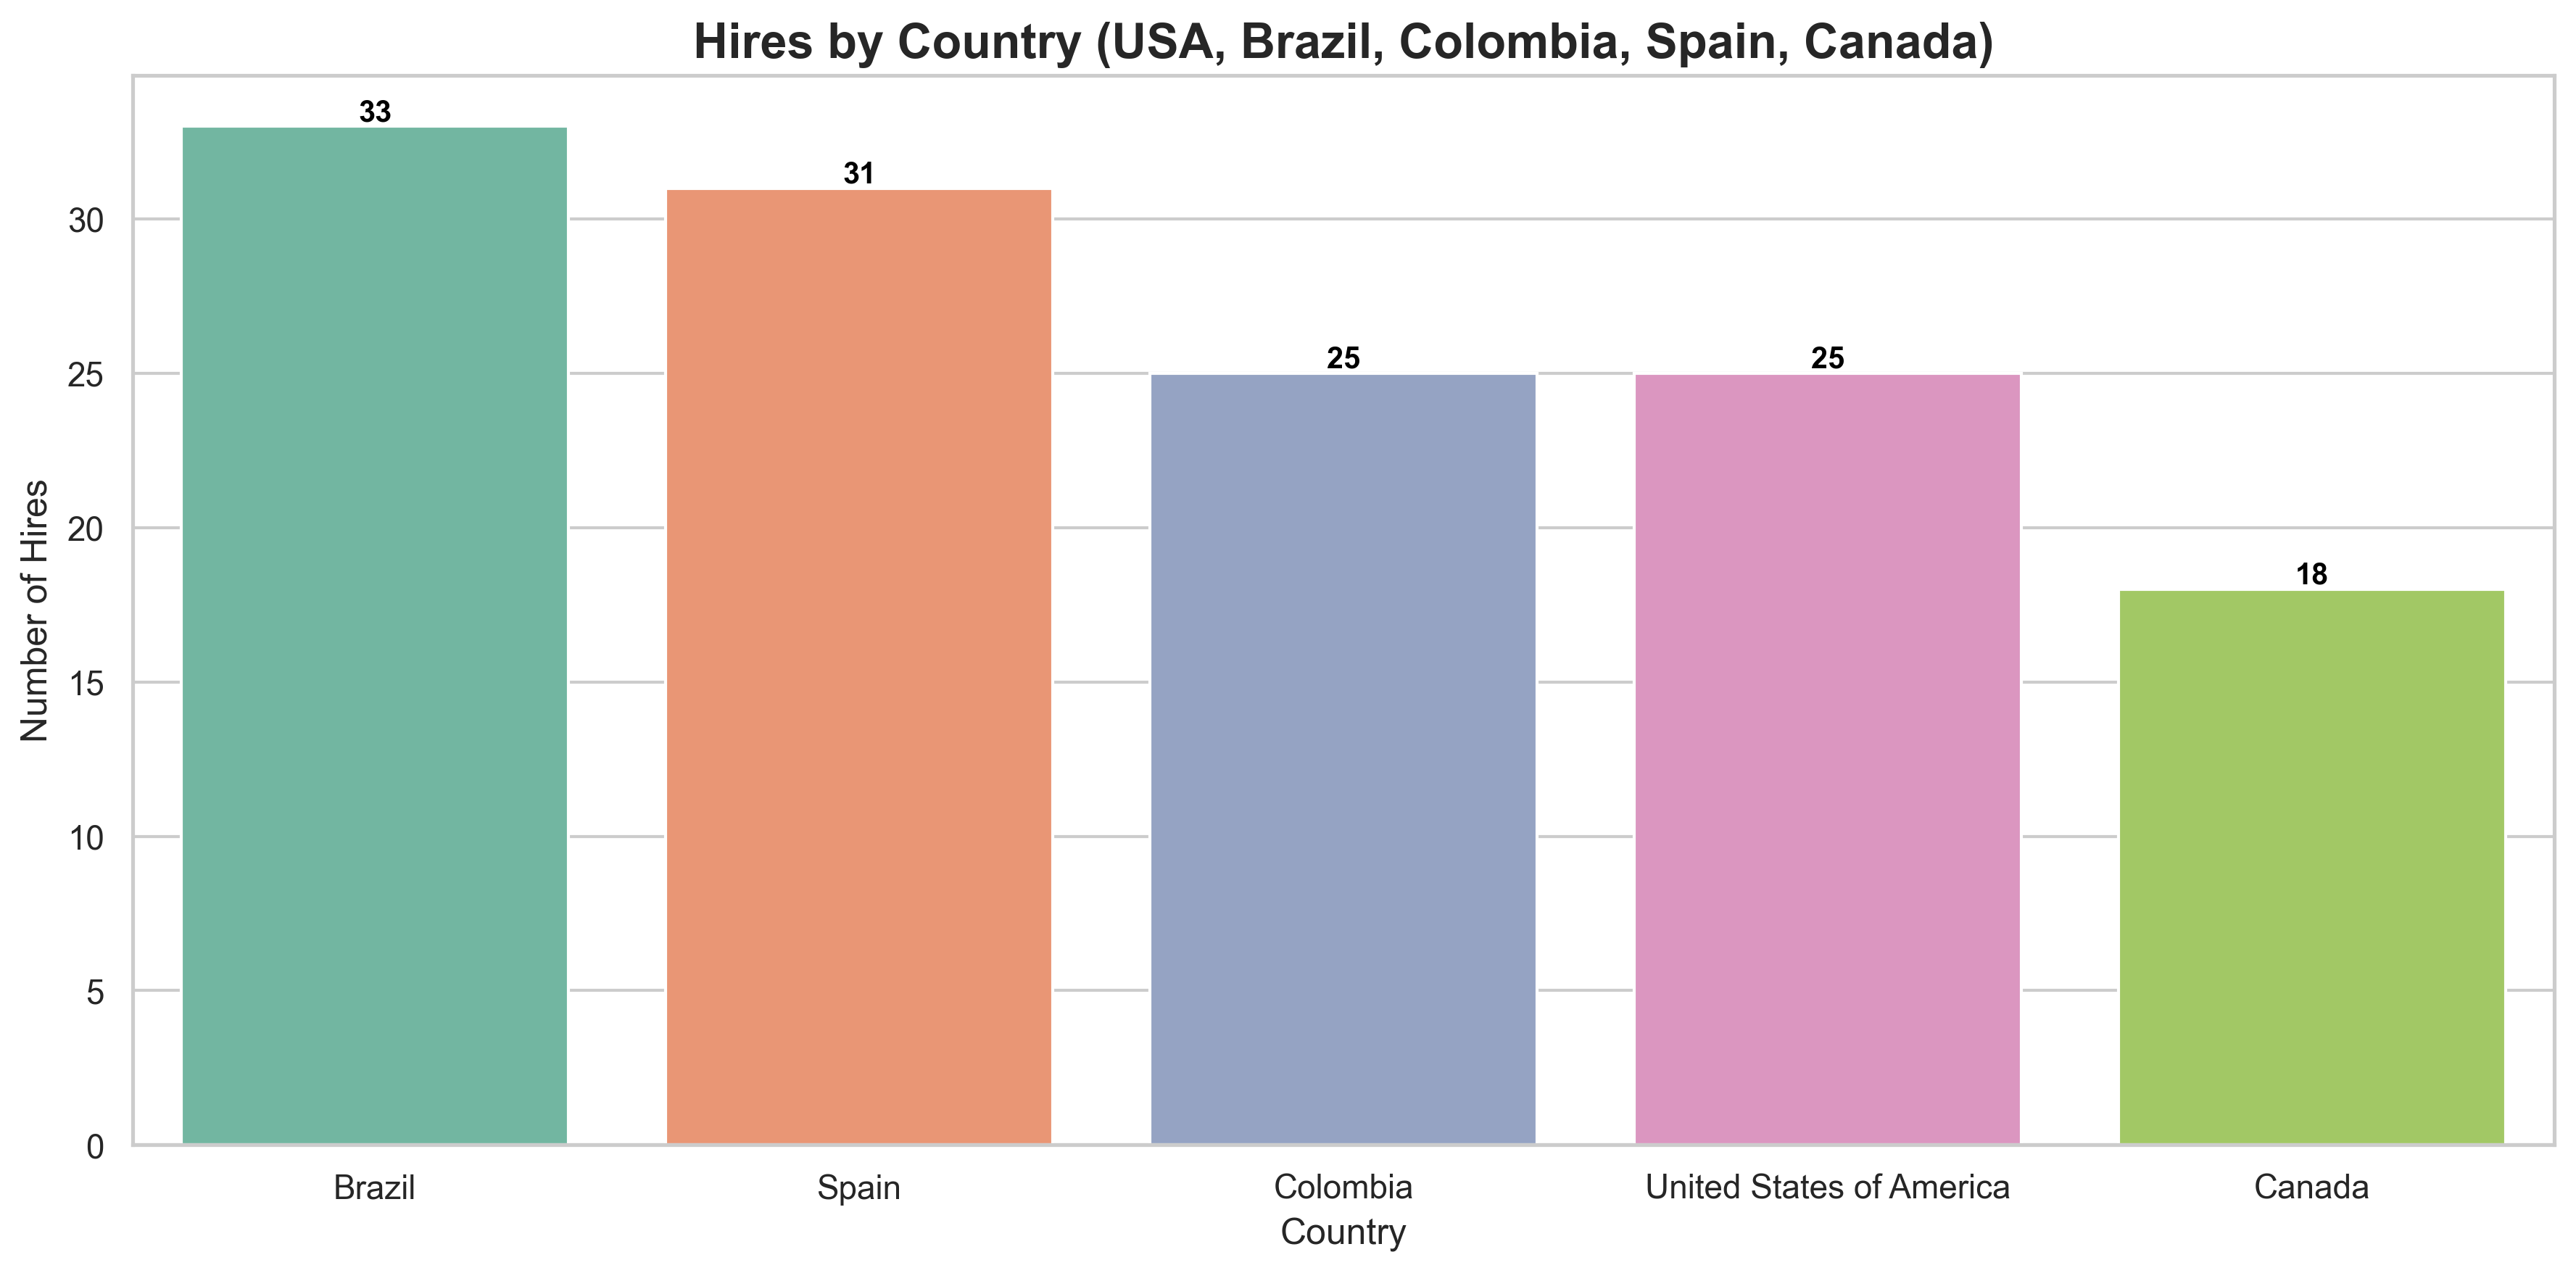 Hires by Country (USA, Brazil, Colombia, Spain, Canada)
33
31
25
25
18
30
25
20
15
10
5
0
Number of Hires
Brazil
Spain
Colombia
United States of America
Canada
Country